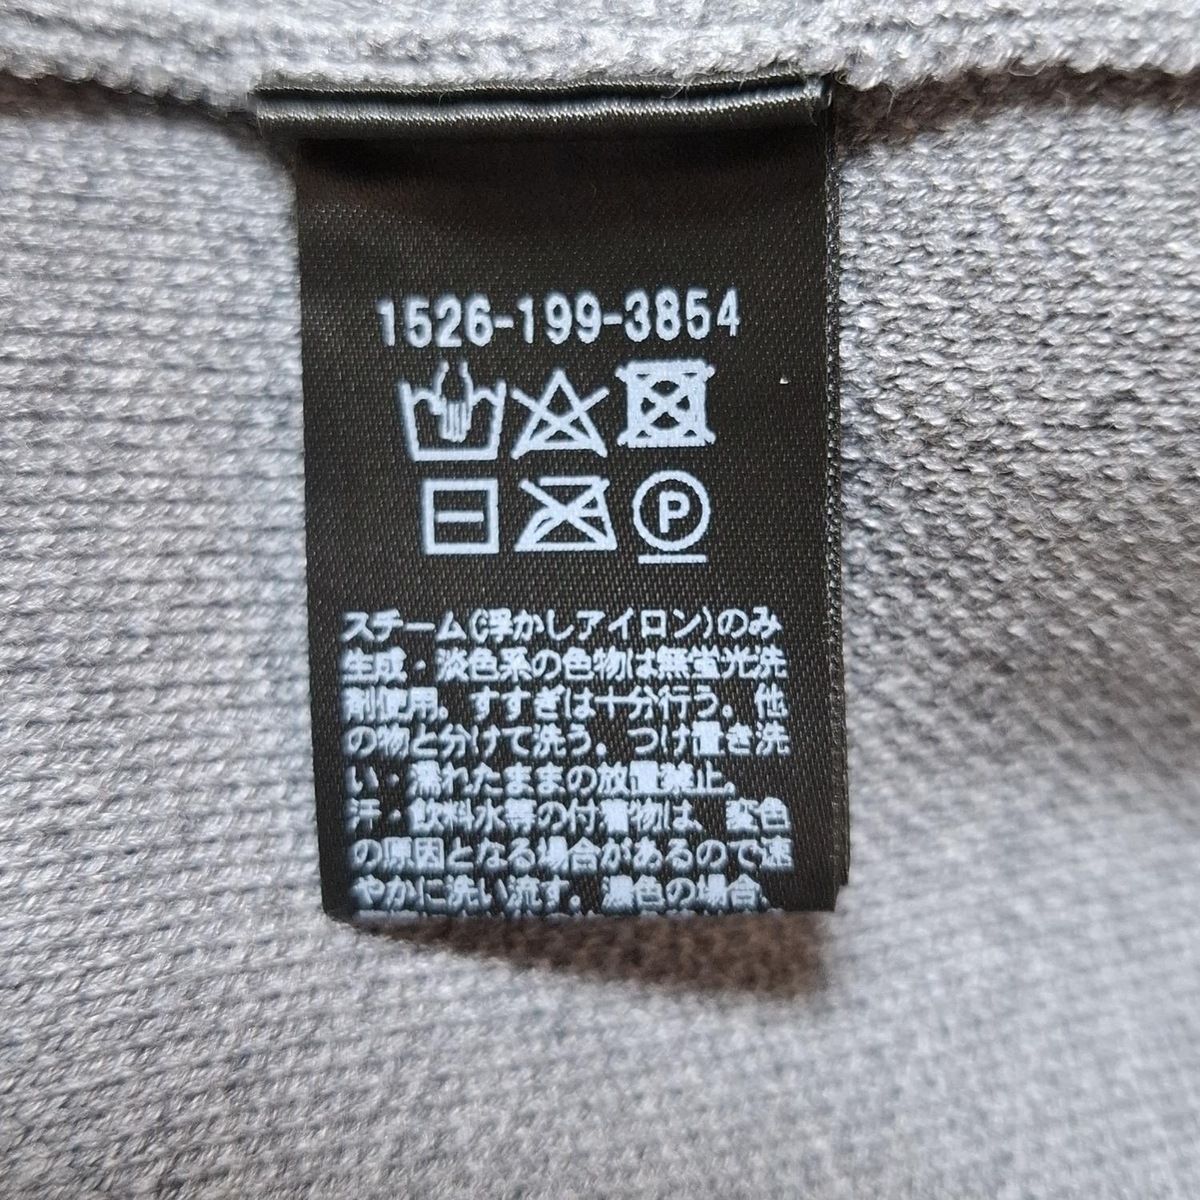 1526-199-3854
P
スチーム(浮かしアイロン)のみ
生成・淡色系の色物は無蛍光洗
剤使用。すすぎは十分行う。他
の物と分けて洗う。つけ置き洗
い・濡れたままの放置禁止。
汗・飲料水等の付着物は、変色
の原因となる場合があるので速
やかに洗い流す。濃色の場合、